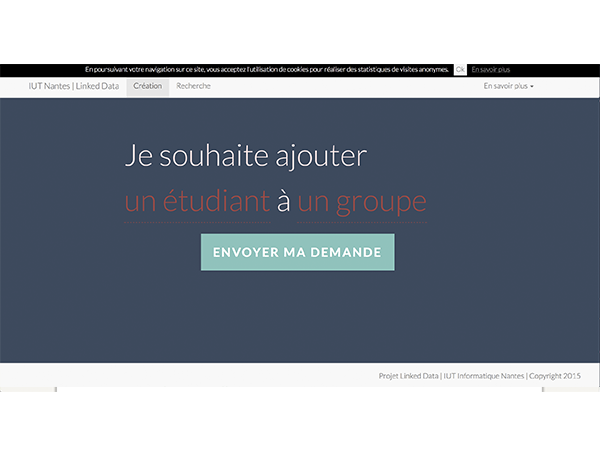 En poursuivant votre navigation sur ce site, vous acceptez l'utilisation de cookies pour réaliser des statistiques de visites anonymes. Ok En savoir plus
IUT Nantes | Linked Data Création Recherche En savoir plus
Je souhaite ajouter
un étudiant à un groupe
ENVOYER MA DEMANDE
Projet Linked Data | IUT Informatique Nantes | Copyright 2015